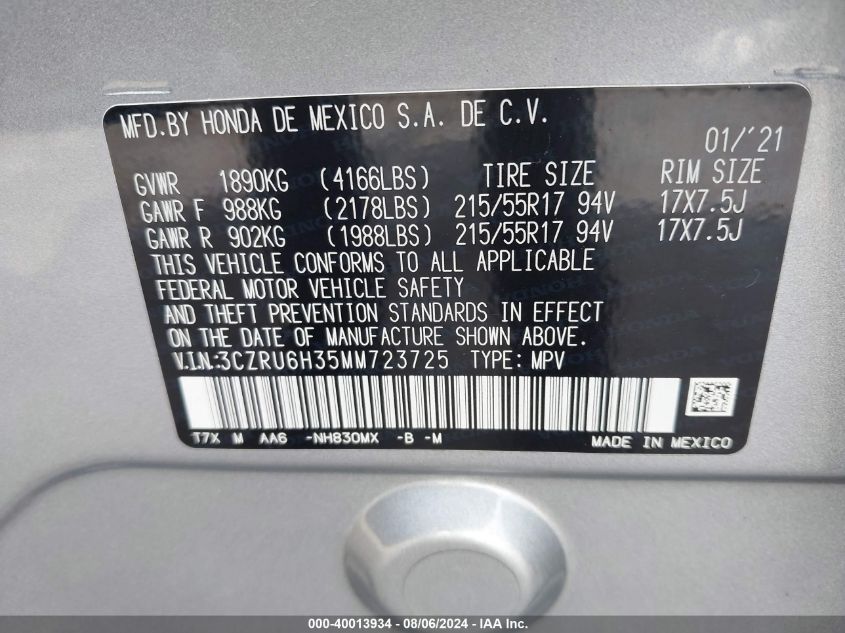 MFD.BY HONDA DE MEXICO S.A. DE C.V.
01/'21
GVWR 1890KG (4166LBS) TIRE SIZE RIM SIZE
GAWR F 988KG (2178LBS) 215/55R17 94V 17X7.5J
GAWR R 902KG (1988LBS) 215/55R17 94V 17X7.5J
THIS VEHICLE CONFORMS TO ALL APPLICABLE
FEDERAL MOTOR VEHICLE SAFETY
AND THEFT PREVENTION STANDARDS IN EFFECT
ON THE DATE OF MANUFACTURE SHOWN ABOVE.
V.I.N:3CZRU6H35MM723725 TYPE: MPV
T7X M AA6 -NH830MX -B -M MADE IN MEXICO
000-40013934 - 08/06/2024 - IAA Inc.